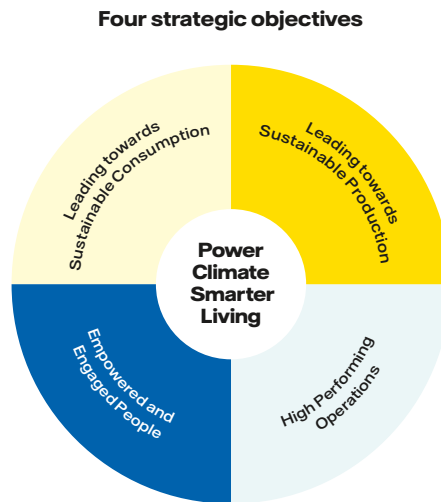 Four strategic objectives
Leading towards
Sustainable Consumption
Leading towards
Sustainable Production
Power
Climate
Smarter
Living
Empowered and
Engaged People
High Performing
Operations